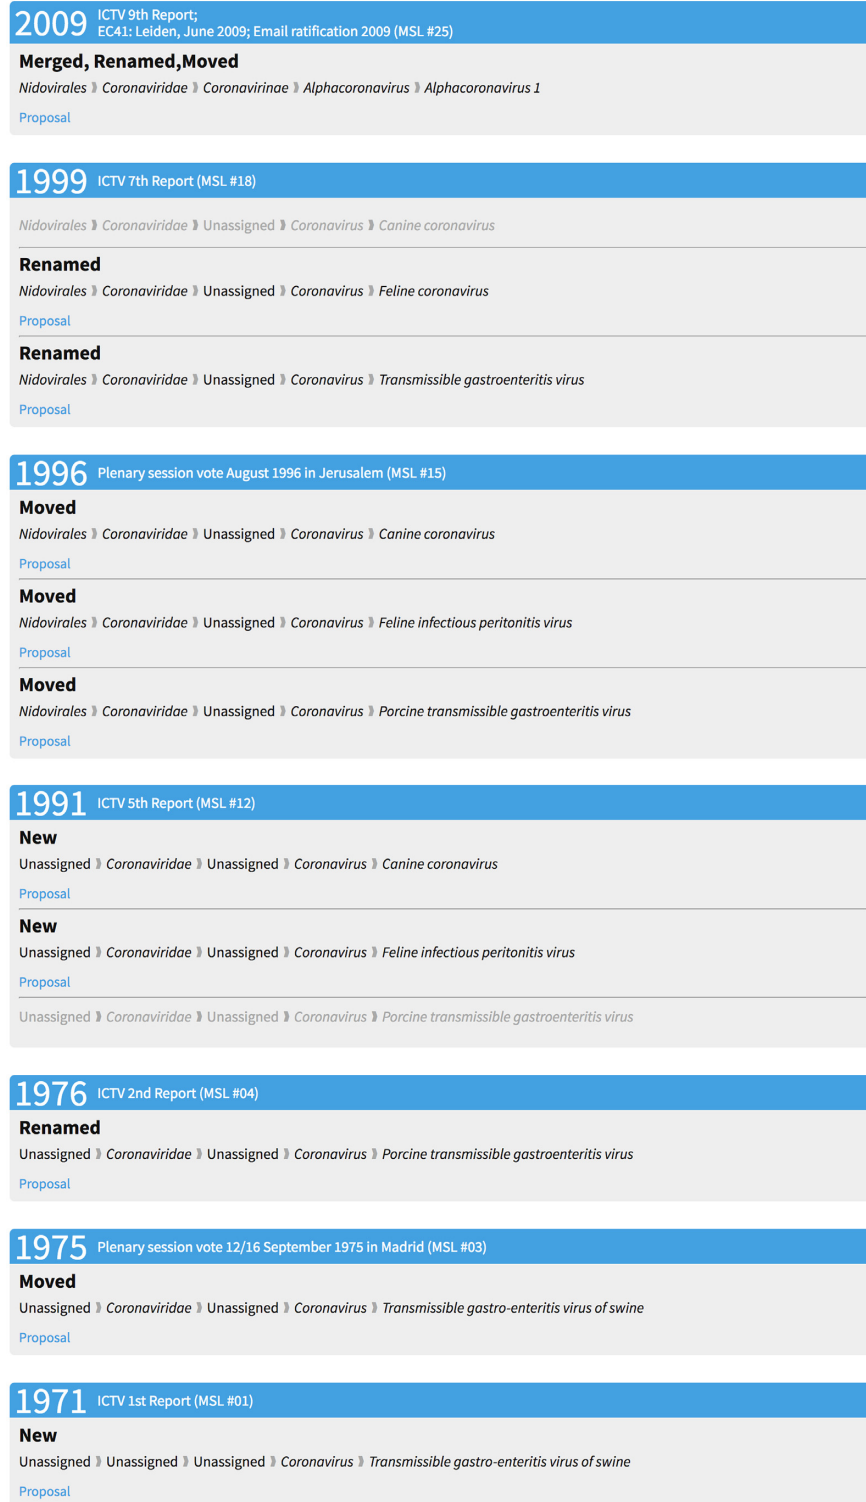 2009 ICTV 9th Report;
EC41: Leiden, June 2009; Email ratification 2009 (MSL #25)
Merged, Renamed,Moved
Nidovirales ⟫ Coronaviridae ⟫ Coronavirinae ⟫ Alphacoronavirus ⟫ Alphacoronavirus 1
Proposal
1999 ICTV 7th Report (MSL #18)
Nidovirales ⟫ Coronaviridae ⟫ Unassigned ⟫ Coronavirus ⟫ Canine coronavirus
Renamed
Nidovirales ⟫ Coronaviridae ⟫ Unassigned ⟫ Coronavirus ⟫ Feline coronavirus
Proposal
Renamed
Nidovirales ⟫ Coronaviridae ⟫ Unassigned ⟫ Coronavirus ⟫ Transmissible gastroenteritis virus
Proposal
1996 Plenary session vote August 1996 in Jerusalem (MSL #15)
Moved
Nidovirales ⟫ Coronaviridae ⟫ Unassigned ⟫ Coronavirus ⟫ Canine coronavirus
Proposal
Moved
Nidovirales ⟫ Coronaviridae ⟫ Unassigned ⟫ Coronavirus ⟫ Feline infectious peritonitis virus
Proposal
Moved
Nidovirales ⟫ Coronaviridae ⟫ Unassigned ⟫ Coronavirus ⟫ Porcine transmissible gastroenteritis virus
Proposal
1991 ICTV 5th Report (MSL #12)
New
Unassigned ⟫ Coronaviridae ⟫ Unassigned ⟫ Coronavirus ⟫ Canine coronavirus
Proposal
New
Unassigned ⟫ Coronaviridae ⟫ Unassigned ⟫ Coronavirus ⟫ Feline infectious peritonitis virus
Proposal
Unassigned ⟫ Coronaviridae ⟫ Unassigned ⟫ Coronavirus ⟫ Porcine transmissible gastroenteritis virus
1976 ICTV 2nd Report (MSL #04)
Renamed
Unassigned ⟫ Coronaviridae ⟫ Unassigned ⟫ Coronavirus ⟫ Porcine transmissible gastroenteritis virus
Proposal
1975 Plenary session vote 12/16 September 1975 in Madrid (MSL #03)
Moved
Unassigned ⟫ Coronaviridae ⟫ Unassigned ⟫ Coronavirus ⟫ Transmissible gastro-enteritis virus of swine
Proposal
1971 ICTV 1st Report (MSL #01)
New
Unassigned ⟫ Unassigned ⟫ Unassigned ⟫ Coronavirus ⟫ Transmissible gastro-enteritis virus of swine
Proposal